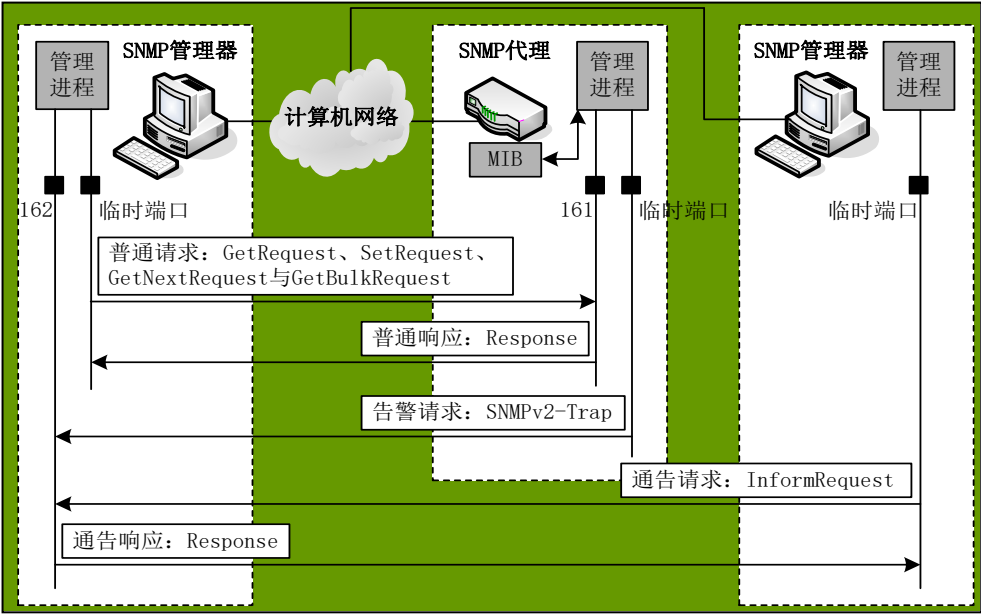 管理
进程
SNMP管理器
SNMP代理
管理
进程
SNMP管理器
管理
进程
计算机网络
MIB
162
临时端口
161
临时端口
临时端口
普通请求：GetRequest、SetRequest、
GetNextRequest与GetBulkRequest
普通响应：Response
告警请求：SNMPv2-Trap
通告请求：InformRequest
通告响应：Response